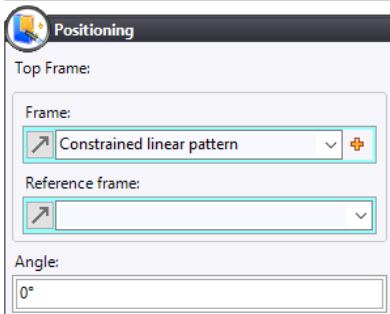 Positioning
Top Frame:
Frame:
Constrained linear pattern
Reference frame:
Angle:
0°